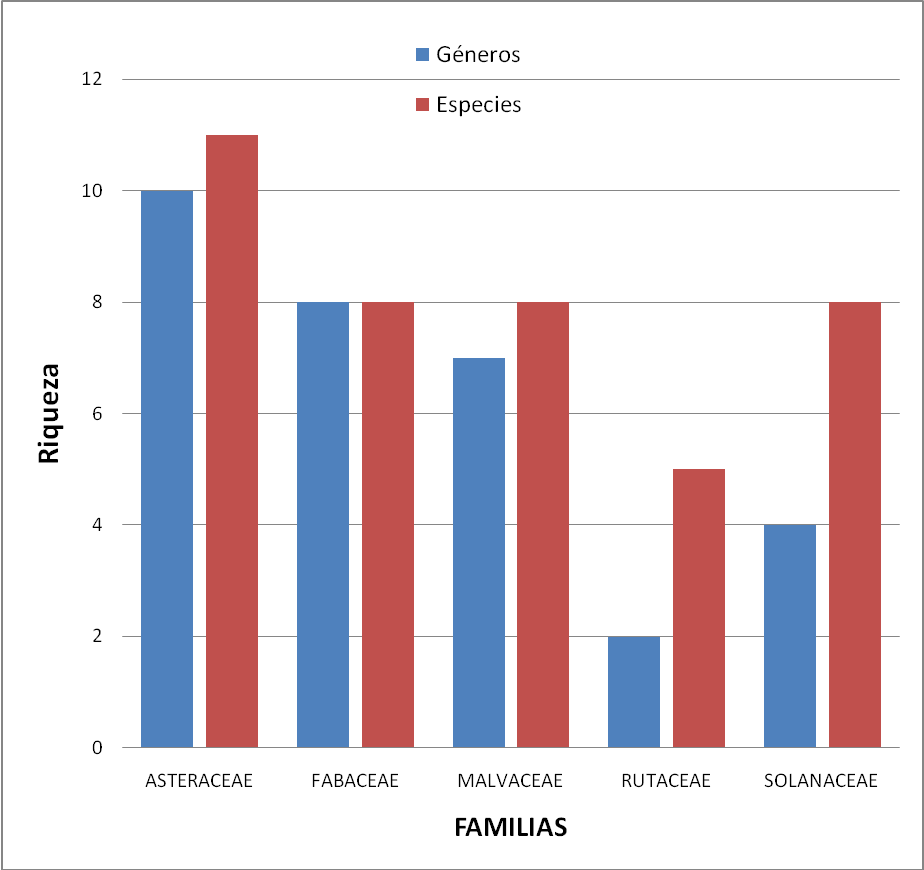 Géneros
Especies
12
10
8
6
4
2
0
Riqueza
ASTERACEAE FABACEAE MALVACEAE RUTACEAE SOLANACEAE
FAMILIAS